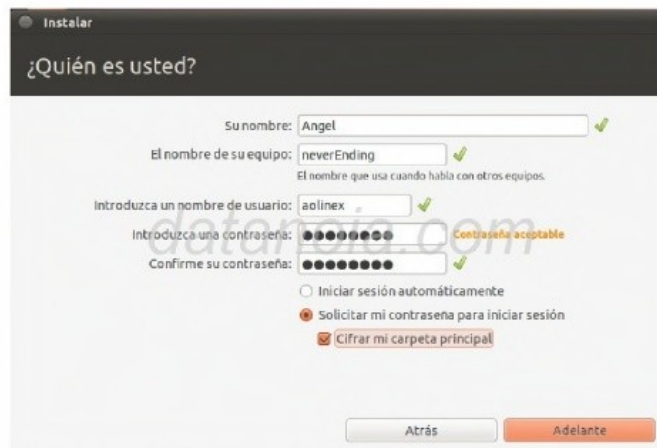 Instalar
¿Quién es usted?
Su nombre: Angel
El nombre de su equipo: neverEnding
El nombre que usa cuando habla con otros equipos.
Introduzca un nombre de usuario: aolinex
Introduzca una contraseña: ●●●●●●●● Contraseña aceptable
Confirme su contraseña: ●●●●●●●●
Iniciar sesión automáticamente
Solicitar mi contraseña para iniciar sesión
Cifrar mi carpeta principal
Atrás Adelante